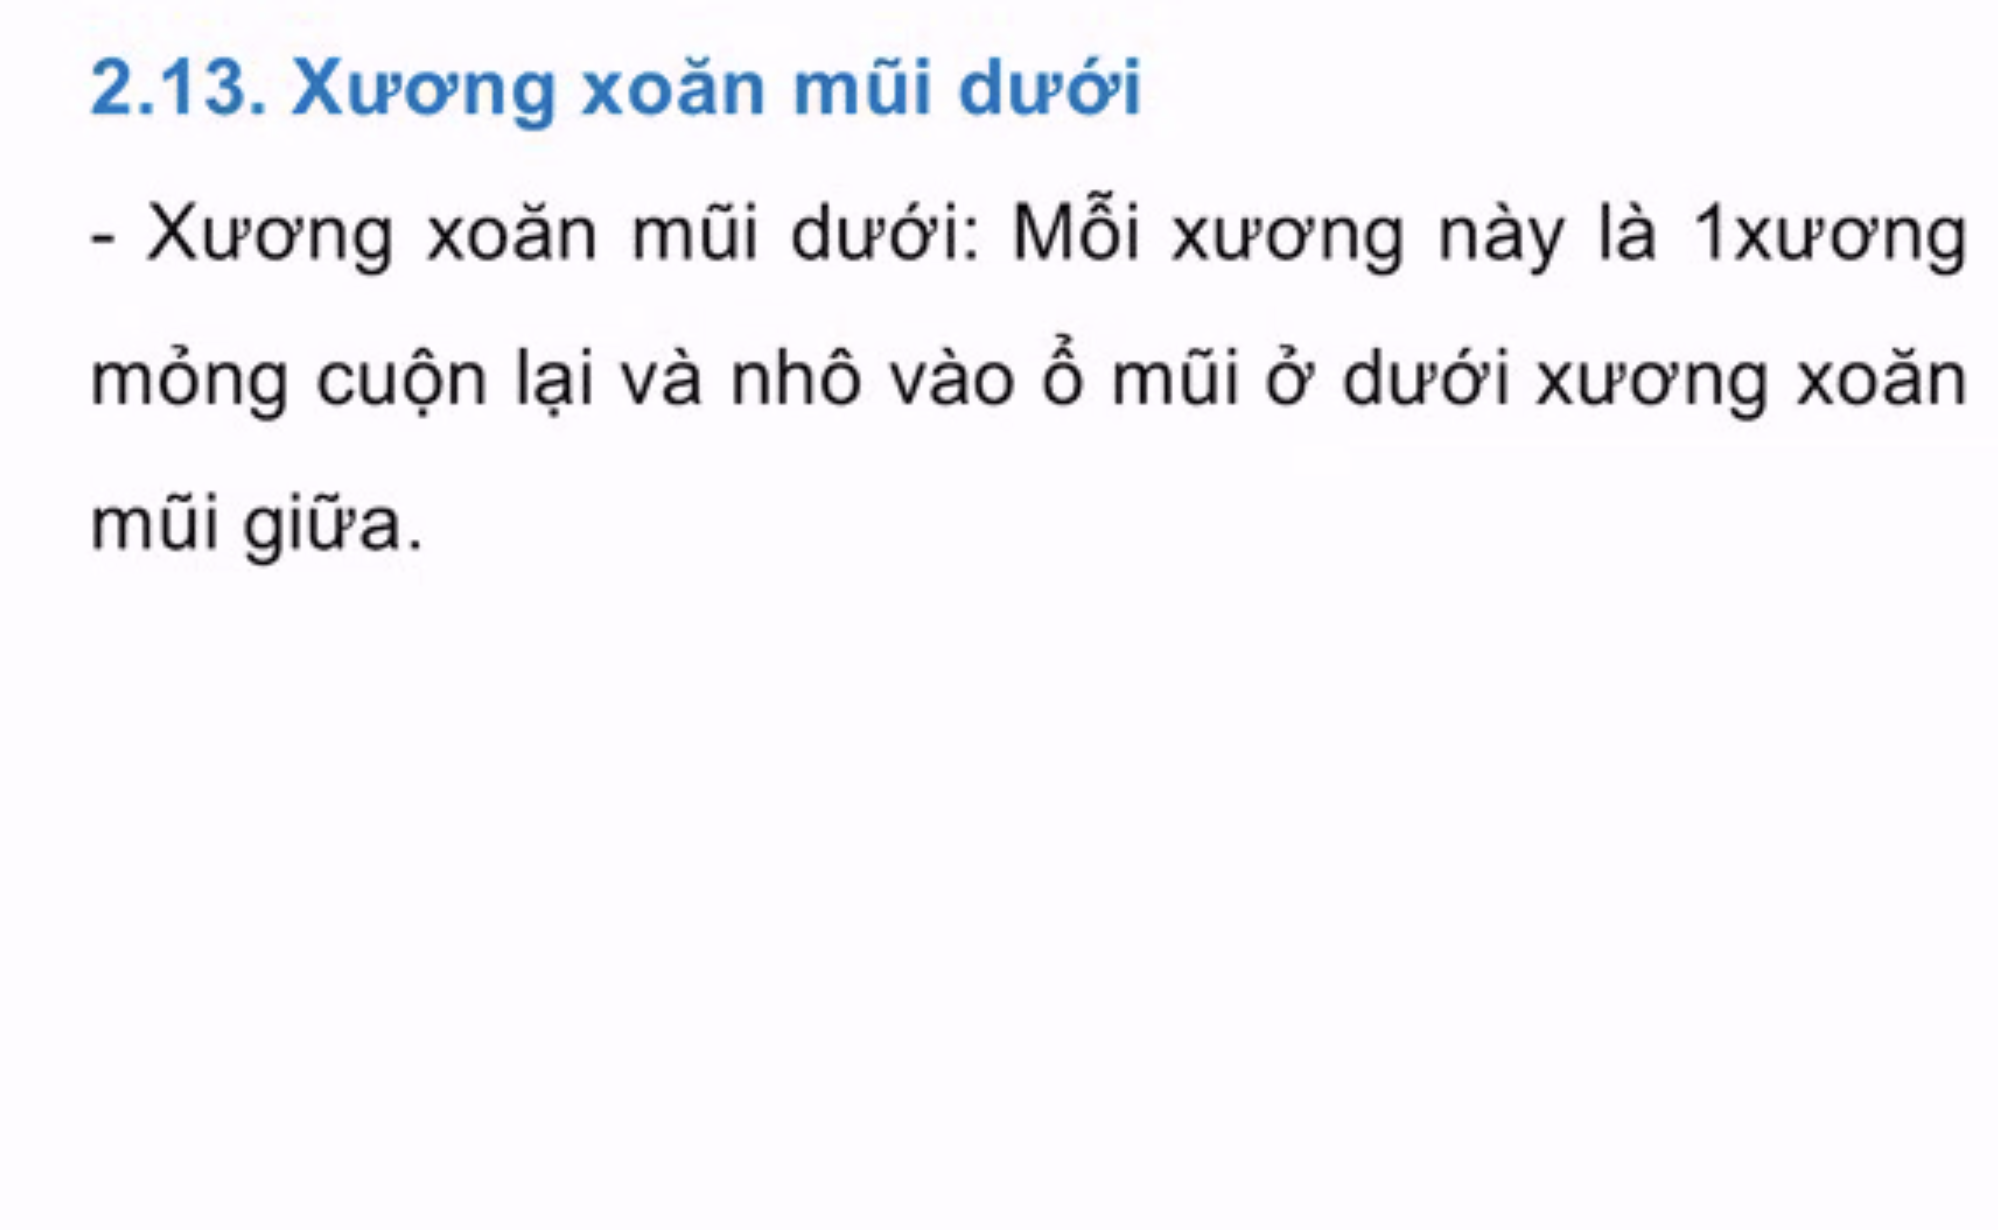 2.13. Xương xoăn mũi dưới
- Xương xoăn mũi dưới: Mỗi xương này là 1xương
mỏng cuộn lại và nhô vào ổ mũi ở dưới xương xoăn
mũi giữa.